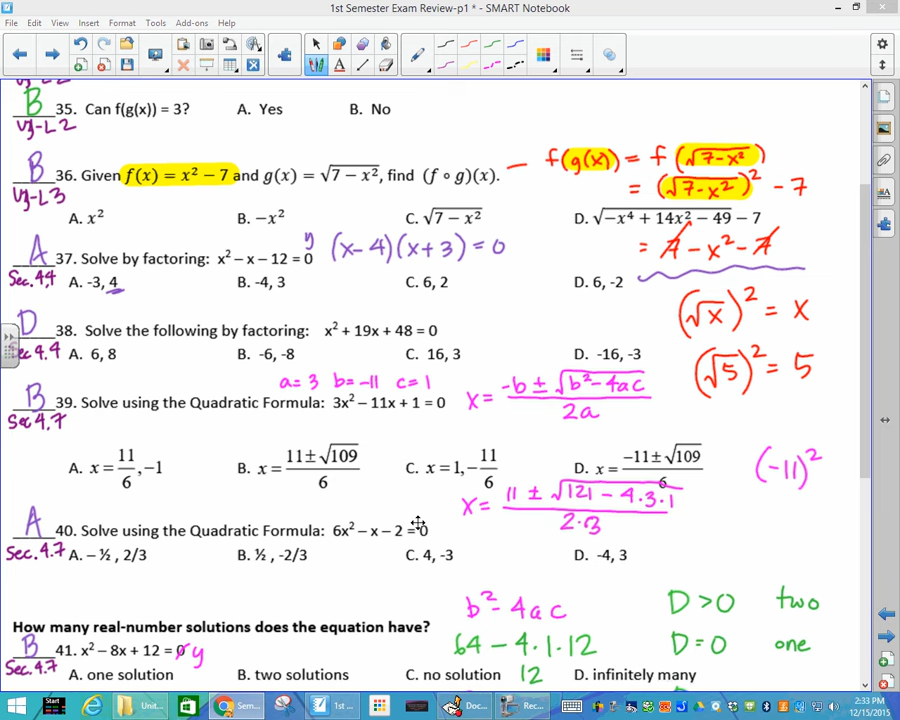 1st Semester Exam Review-p1 * - SMART Notebook
File Edit View Insert Format Tools Add-ons Help
B 35. Can f(g(x)) = 3? A. Yes B. No
Vg-L2
B 36. Given f(x) = x² − 7 and g(x) = √7 − x², find (f ∘ g)(x). − f(g(x)) = f(√7-x²)
Vg-L3 = (√7-x²)² - 7
A. x² B. −x² C. √7 − x² D. √−x⁴ + 14x² − 49 − 7
= 7 - x² - 7
A 37. Solve by factoring: x² − x − 12 = 0 y (x-4)(x+3) = 0
Sec. 4.4 A. -3, 4 B. -4, 3 C. 6, 2 D. 6, -2
(√x)² = x
D 38. Solve the following by factoring: x² + 19x + 48 = 0
Sec 4.4 A. 6, 8 B. -6, -8 C. 16, 3 D. -16, -3
(√5)² = 5
a=3 b=-11 c=1
B 39. Solve using the Quadratic Formula: 3x² − 11x + 1 = 0 x = -b ± √b²-4ac / 2a
Sec 4.7
A. x = 11/6, −1 B. x = 11 ± √109 / 6 C. x = 1, − 11/6 D. x = −11 ± √109 / 6 (-11)²
x = 11 ± √121 - 4·3·1 / 2·3
A 40. Solve using the Quadratic Formula: 6x² − x − 2 = 0
Sec. 4.7 A. − ½ , 2/3 B. ½ , -2/3 C. 4, -3 D. -4, 3
b² - 4ac D > 0 two
How many real-number solutions does the equation have?
64 - 4·1·12 D = 0 one
B 41. x² − 8x + 12 = 0 y
Sec. 4.7 A. one solution B. two solutions C. no solution 12 D. infinitely many
Start Unit... Sem... 1st ... Doc... Rec...
2:33 PM
12/15/2015